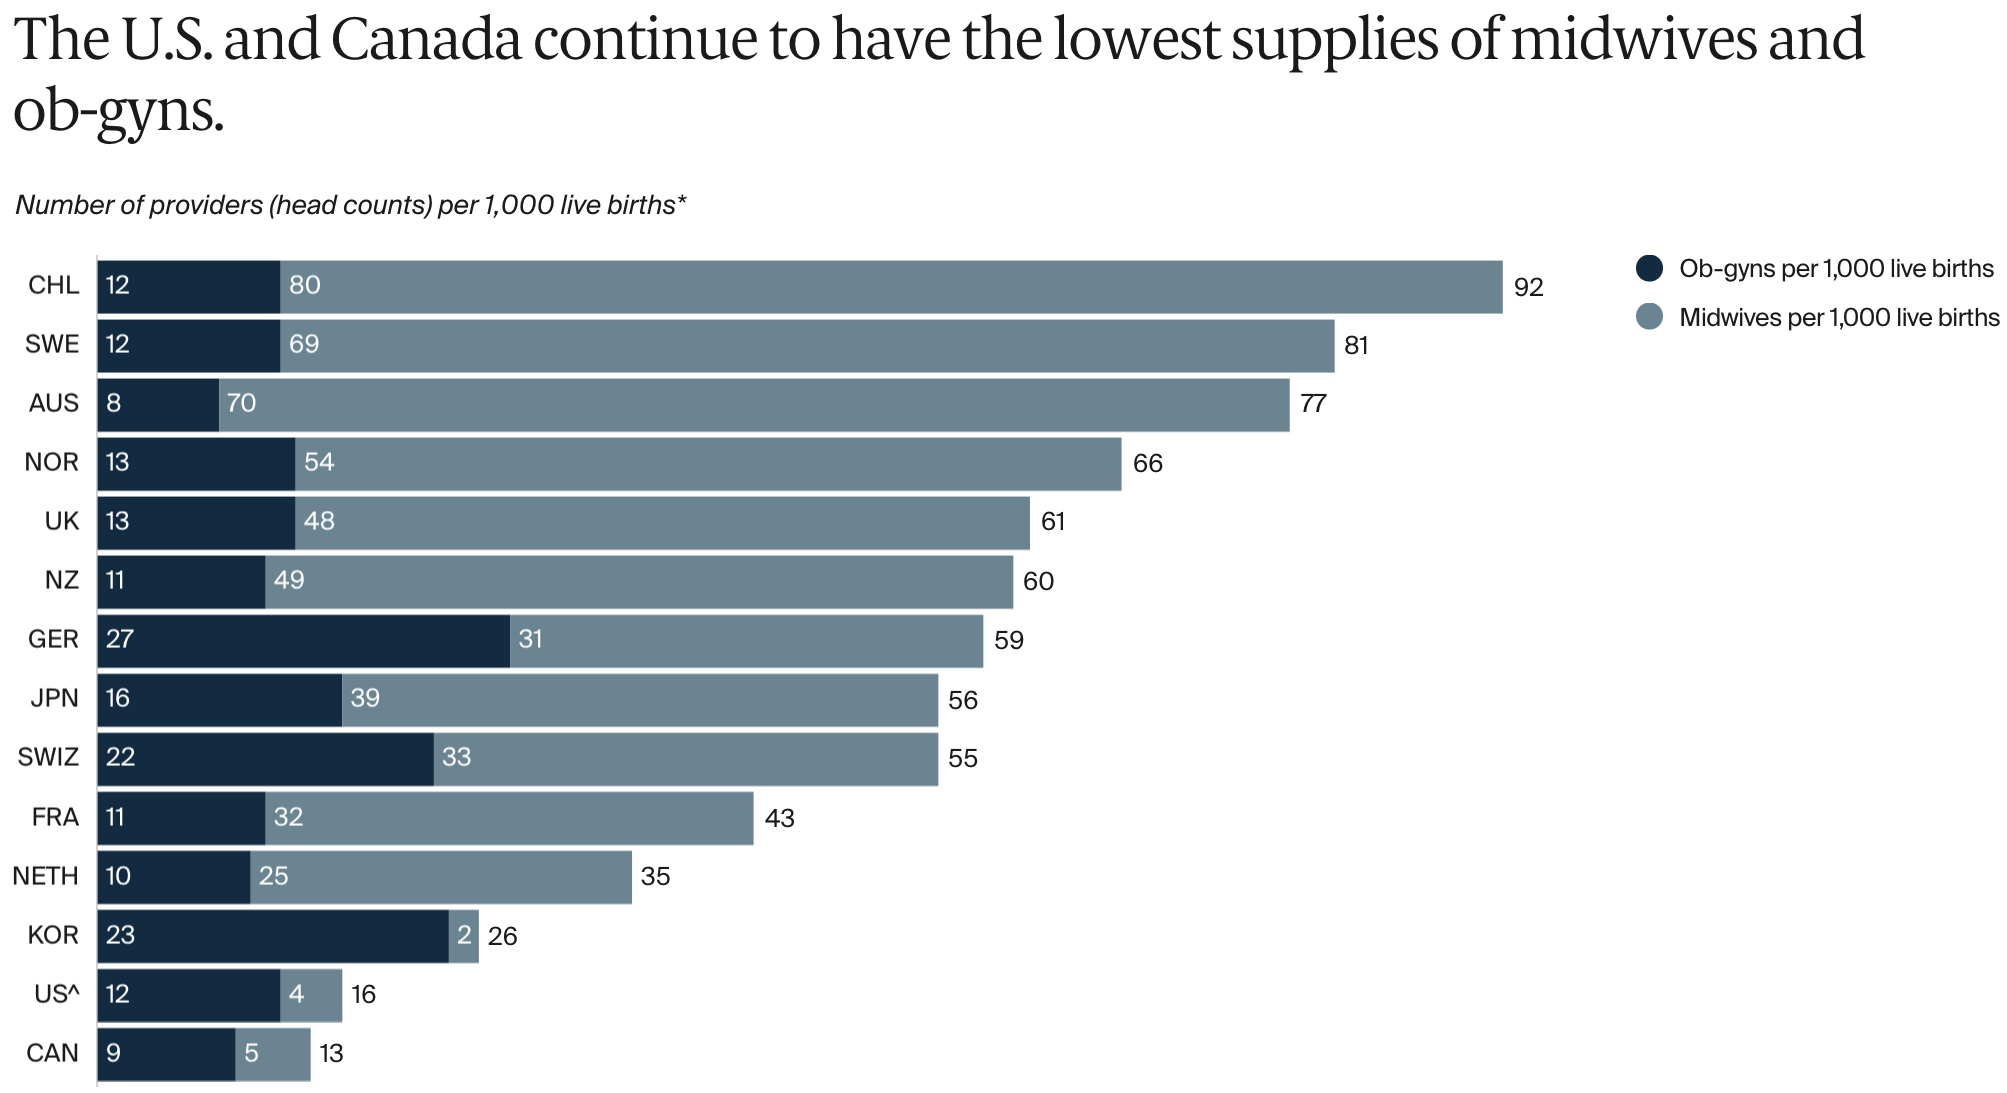 The U.S. and Canada continue to have the lowest supplies of midwives and
ob-gyns.
Number of providers (head counts) per 1,000 live births*
Ob-gyns per 1,000 live births
Midwives per 1,000 live births
CHL 12 80 92
SWE 12 69 81
AUS 8 70 77
NOR 13 54 66
UK 13 48 61
NZ 11 49 60
GER 27 31 59
JPN 16 39 56
SWIZ 22 33 55
FRA 11 32 43
NETH 10 25 35
KOR 23 2 26
US^ 12 4 16
CAN 9 5 13